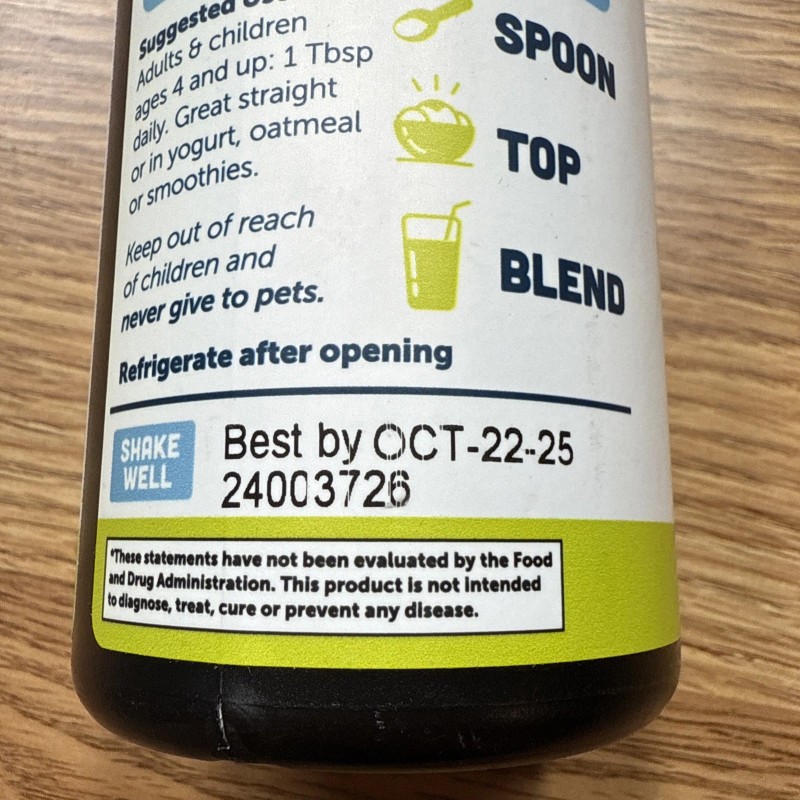 Suggested
Adults & children
ages 4 and up: 1 Tbsp
daily. Great straight
or in yogurt, oatmeal
or smoothies.
Keep out of reach
of children and
never give to pets.
Refrigerate after opening
SPOON
TOP
BLEND
SHAKE
WELL
Best by OCT-22-25
24003726
*These statements have not been evaluated by the Food
and Drug Administration. This product is not intended
to diagnose, treat, cure or prevent any disease.